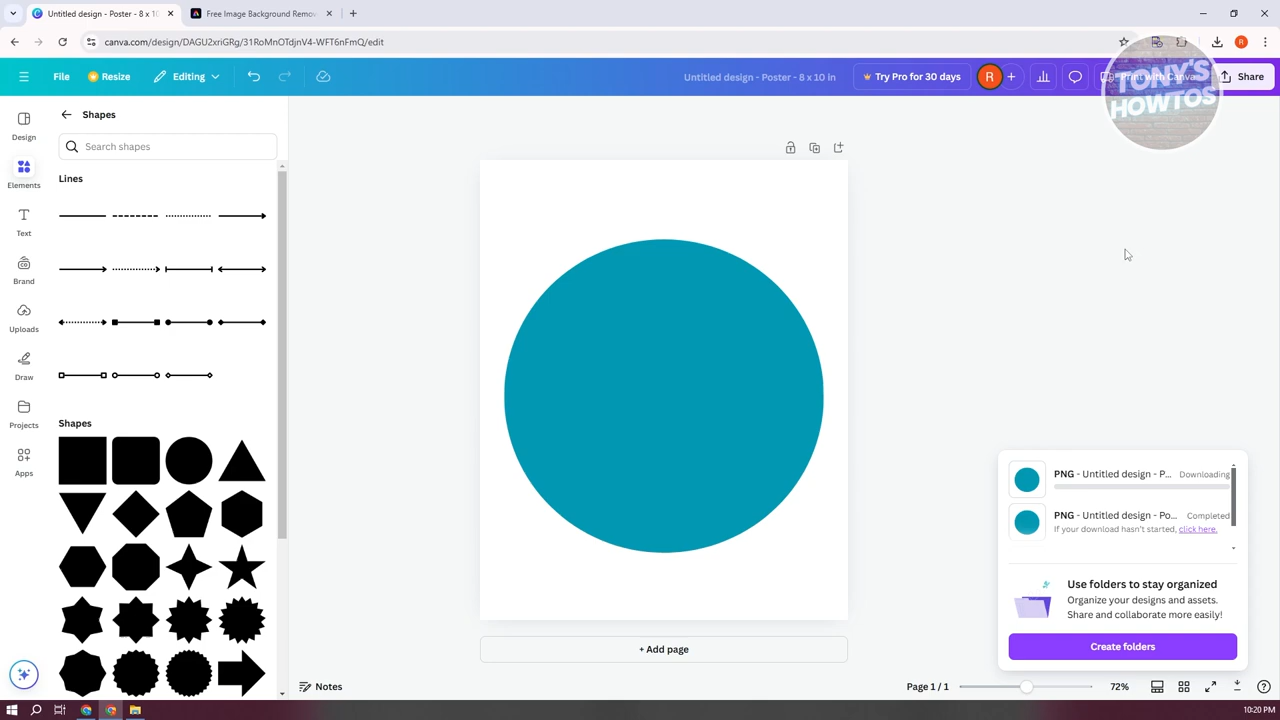 Untitled design - Poster - 8 x 10
Free Image Background Remov
canva.com/design/DAGU2xriGRg/31RoMnOTdjnV4-WFT6nFmQ/edit
R
File
Resize
Editing
Untitled design - Poster - 8 x 10 in
Try Pro for 30 days
R
Print with Canva
Share
TONY'S
HOWTOS
Design
Elements
Text
Brand
Uploads
Draw
Projects
Apps
Shapes
Search shapes
Lines
Shapes
+ Add page
PNG - Untitled design - P... Downloading
PNG - Untitled design - Po... Completed
If your download hasn't started, click here.
Use folders to stay organized
Organize your designs and assets.
Share and collaborate more easily!
Create folders
Notes
Page 1 / 1
72%
10:20 PM